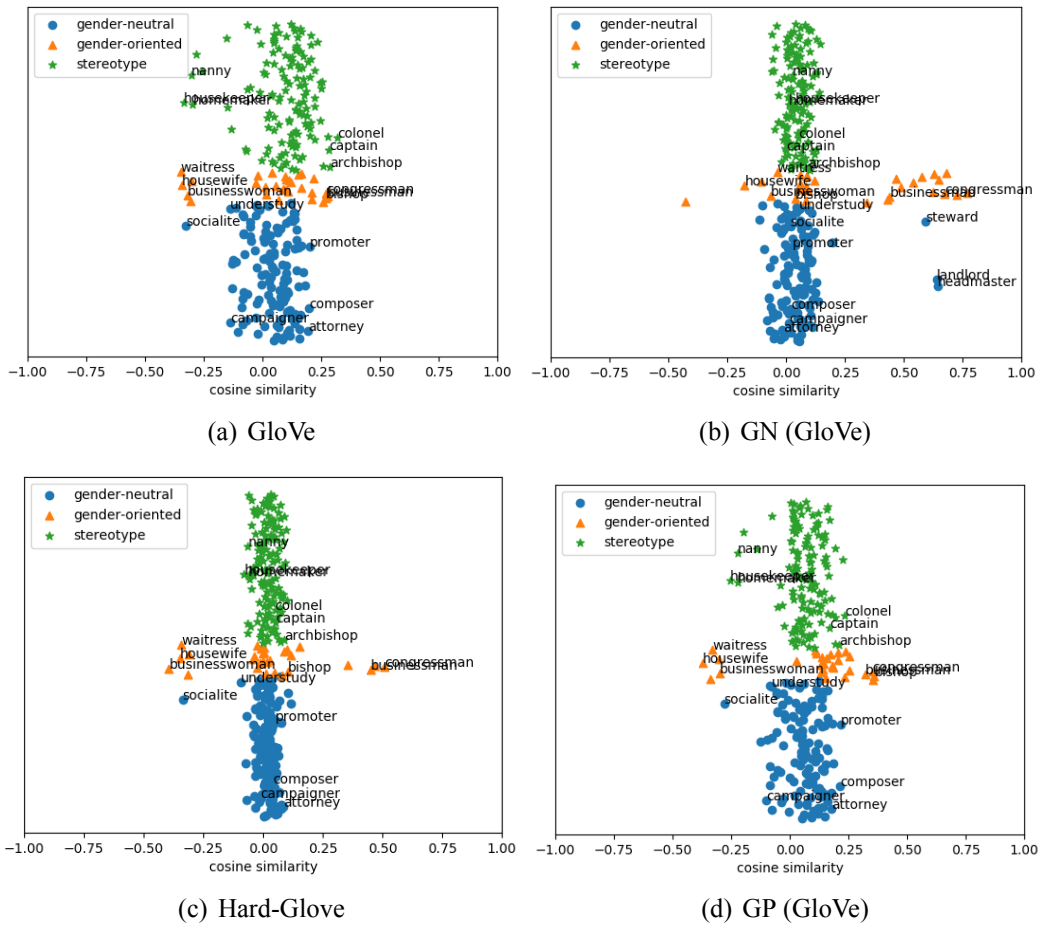 gender-neutral
gender-oriented
stereotype
nanny
housekeeper
homemaker
colonel
captain
archbishop
waitress
housewife
congressman
businessman
businesswoman
bishop
understudy
socialite
promoter
composer
campaigner
attorney
−1.00 −0.75 −0.50 −0.25 0.00 0.25 0.50 0.75 1.00
cosine similarity
(a) GloVe
gender-neutral
gender-oriented
stereotype
nanny
housekeeper
homemaker
colonel
captain
archbishop
waitress
housewife
congressman
businesswoman
businessman
bishop
understudy
steward
socialite
promoter
landlord
headmaster
composer
campaigner
attorney
−1.00 −0.75 −0.50 −0.25 0.00 0.25 0.50 0.75 1.00
cosine similarity
(b) GN (GloVe)
gender-neutral
gender-oriented
stereotype
nanny
housekeeper
homemaker
colonel
captain
archbishop
waitress
housewife
congressman
businesswoman
bishop
businessman
understudy
socialite
promoter
composer
campaigner
attorney
−1.00 −0.75 −0.50 −0.25 0.00 0.25 0.50 0.75 1.00
cosine similarity
(c) Hard-Glove
gender-neutral
gender-oriented
stereotype
nanny
housekeeper
homemaker
colonel
captain
archbishop
waitress
housewife
congressman
businesswoman
businessman
bishop
understudy
socialite
promoter
composer
campaigner
attorney
−1.00 −0.75 −0.50 −0.25 0.00 0.25 0.50 0.75 1.00
cosine similarity
(d) GP (GloVe)